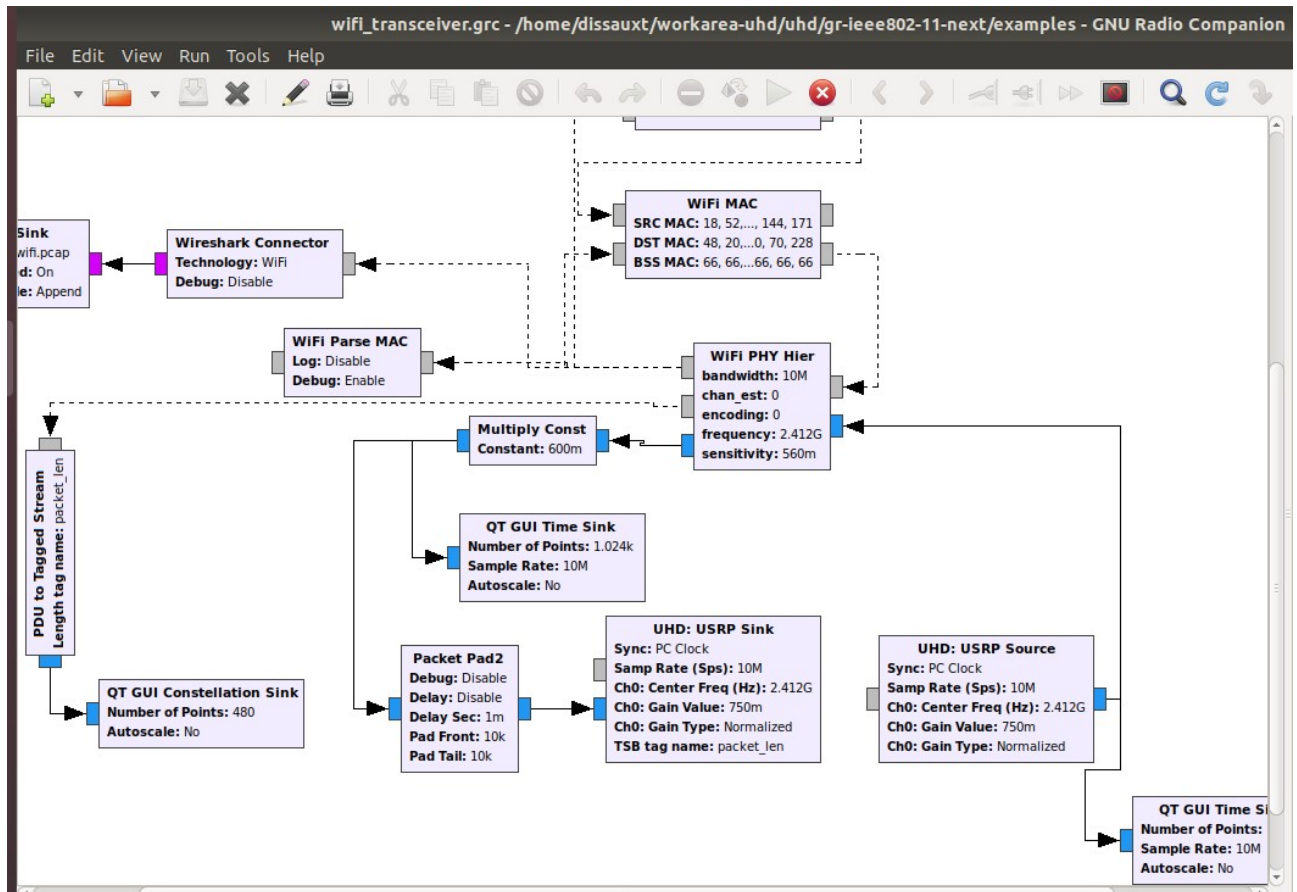 wifi_transceiver.grc - /home/dissauxt/workarea-uhd/uhd/gr-ieee802-11-next/examples - GNU Radio Companion
File Edit View Run Tools Help
WiFi MAC
SRC MAC: 18, 52,..., 144, 171
DST MAC: 48, 20,...0, 70, 228
BSS MAC: 66, 66,...66, 66, 66
Sink
wifi.pcap
d: On
le: Append
Wireshark Connector
Technology: WiFi
Debug: Disable
WiFi Parse MAC
Log: Disable
Debug: Enable
WiFi PHY Hier
bandwidth: 10M
chan_est: 0
encoding: 0
frequency: 2.412G
sensitivity: 560m
Multiply Const
Constant: 600m
PDU to Tagged Stream
Length tag name: packet_len
QT GUI Time Sink
Number of Points: 1.024k
Sample Rate: 10M
Autoscale: No
QT GUI Constellation Sink
Number of Points: 480
Autoscale: No
Packet Pad2
Debug: Disable
Delay: Disable
Delay Sec: 1m
Pad Front: 10k
Pad Tail: 10k
UHD: USRP Sink
Sync: PC Clock
Samp Rate (Sps): 10M
Ch0: Center Freq (Hz): 2.412G
Ch0: Gain Value: 750m
Ch0: Gain Type: Normalized
TSB tag name: packet_len
UHD: USRP Source
Sync: PC Clock
Samp Rate (Sps): 10M
Ch0: Center Freq (Hz): 2.412G
Ch0: Gain Value: 750m
Ch0: Gain Type: Normalized
QT GUI Time Si
Number of Points:
Sample Rate: 10M
Autoscale: No